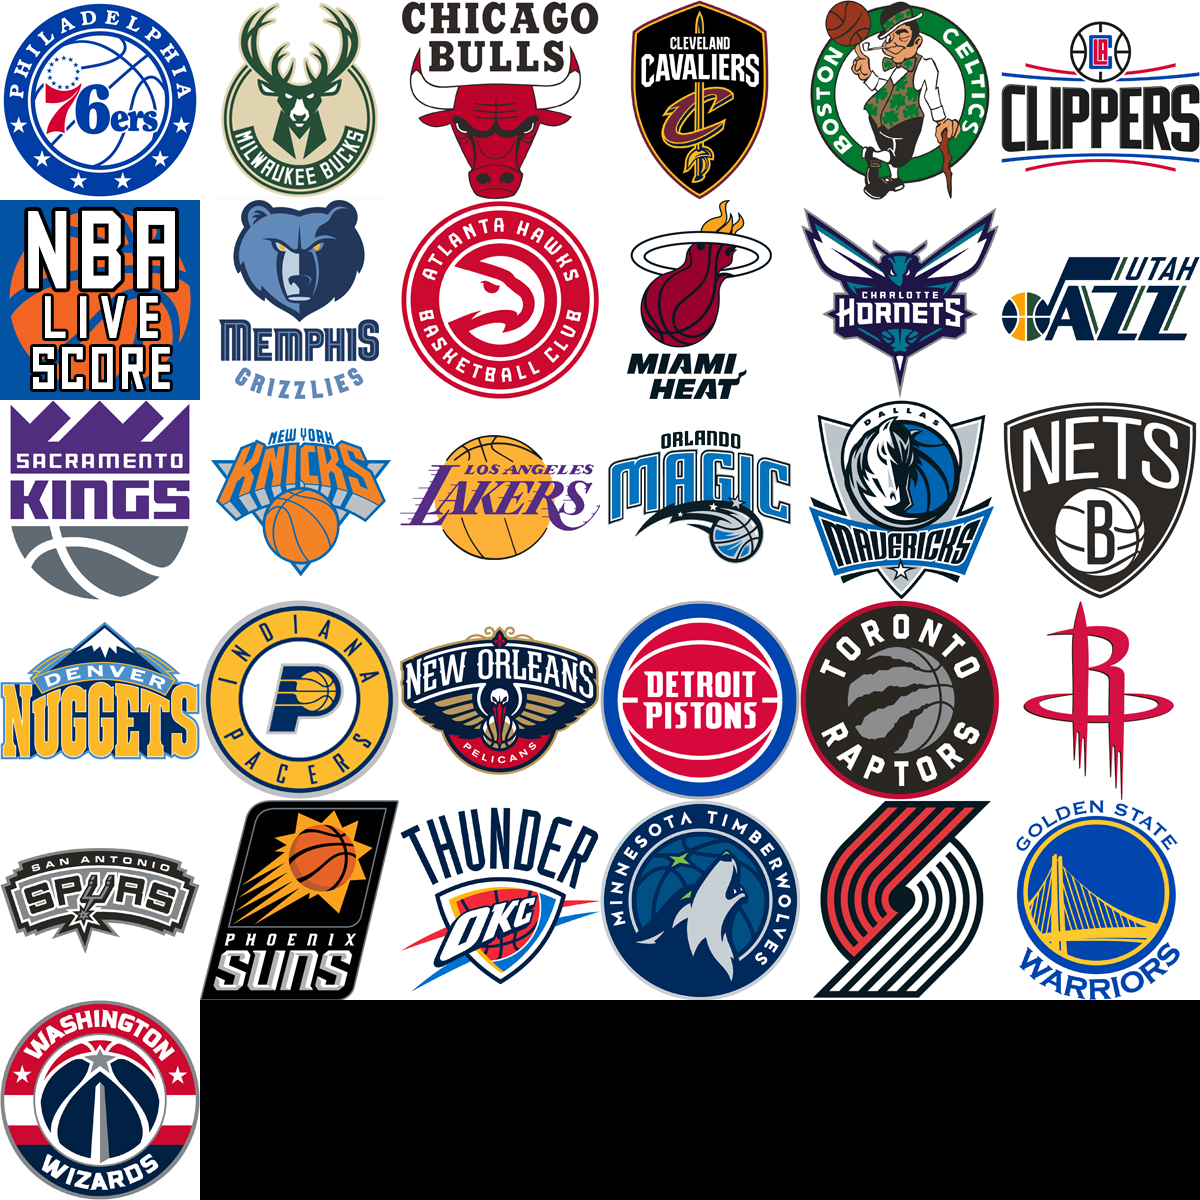 PHILADELPHIA
76ers
MILWAUKEE BUCKS
CHICAGO
BULLS
CLEVELAND
CAVALIERS
C
BOSTON
CELTICS
LA
CLIPPERS
NBA
LIVE
SCORE
MEMPHIS
GRIZZLIES
ATLANTA HAWKS
BASKETBALL CLUB
MIAMI
HEAT
CHARLOTTE
HORNETS
UTAH
JAZZ
SACRAMENTO
KINGS
NEW YORK
KNICKS
LOS ANGELES
LAKERS
ORLANDO
MAGIC
DALLAS
MAVERICKS
NETS
B
DENVER
NUGGETS
INDIANA
P
PACERS
NEW ORLEANS
PELICANS
DETROIT
PISTONS
TORONTO
RAPTORS
R
SAN ANTONIO
SPURS
PHOENIX
SUNS
THUNDER
OKC
MINNESOTA TIMBERWOLVES
GOLDEN STATE
WARRIORS
WASHINGTON
WIZARDS